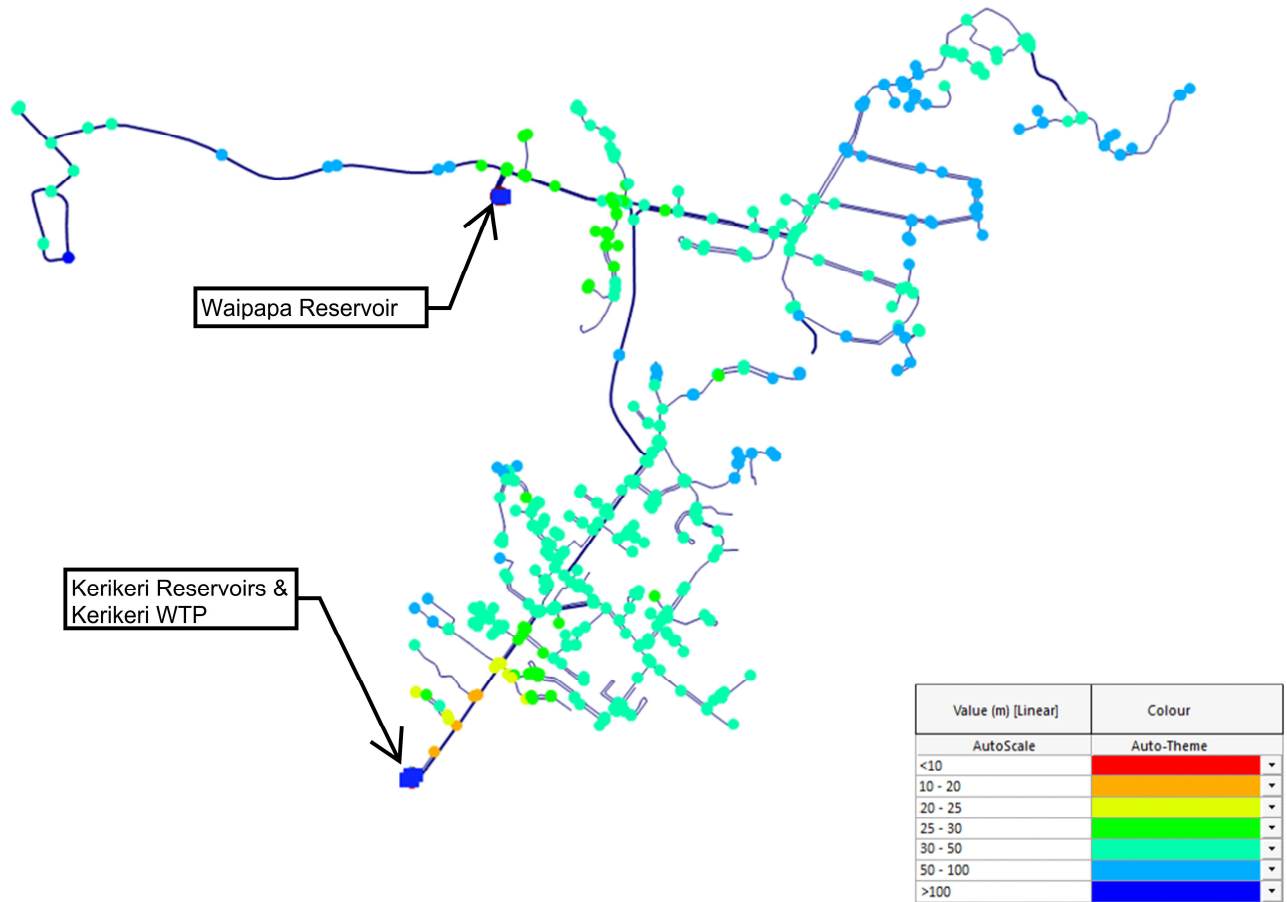 Waipapa Reservoir
Kerikeri Reservoirs &
Kerikeri WTP
Value (m) [Linear] Colour
AutoScale Auto-Theme
<10
10 - 20
20 - 25
25 - 30
30 - 50
50 - 100
>100